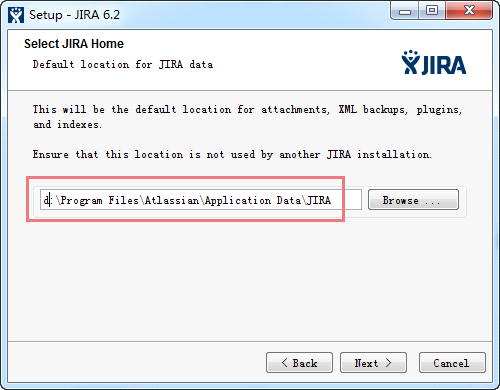 Setup - JIRA 6.2
Select JIRA Home
Default location for JIRA data
JIRA
This will be the default location for attachments, XML backups, plugins,
and indexes.
Ensure that this location is not used by another JIRA installation.
d:\Program Files\Atlassian\Application Data\JIRA
Browse ...
< Back
Next >
Cancel